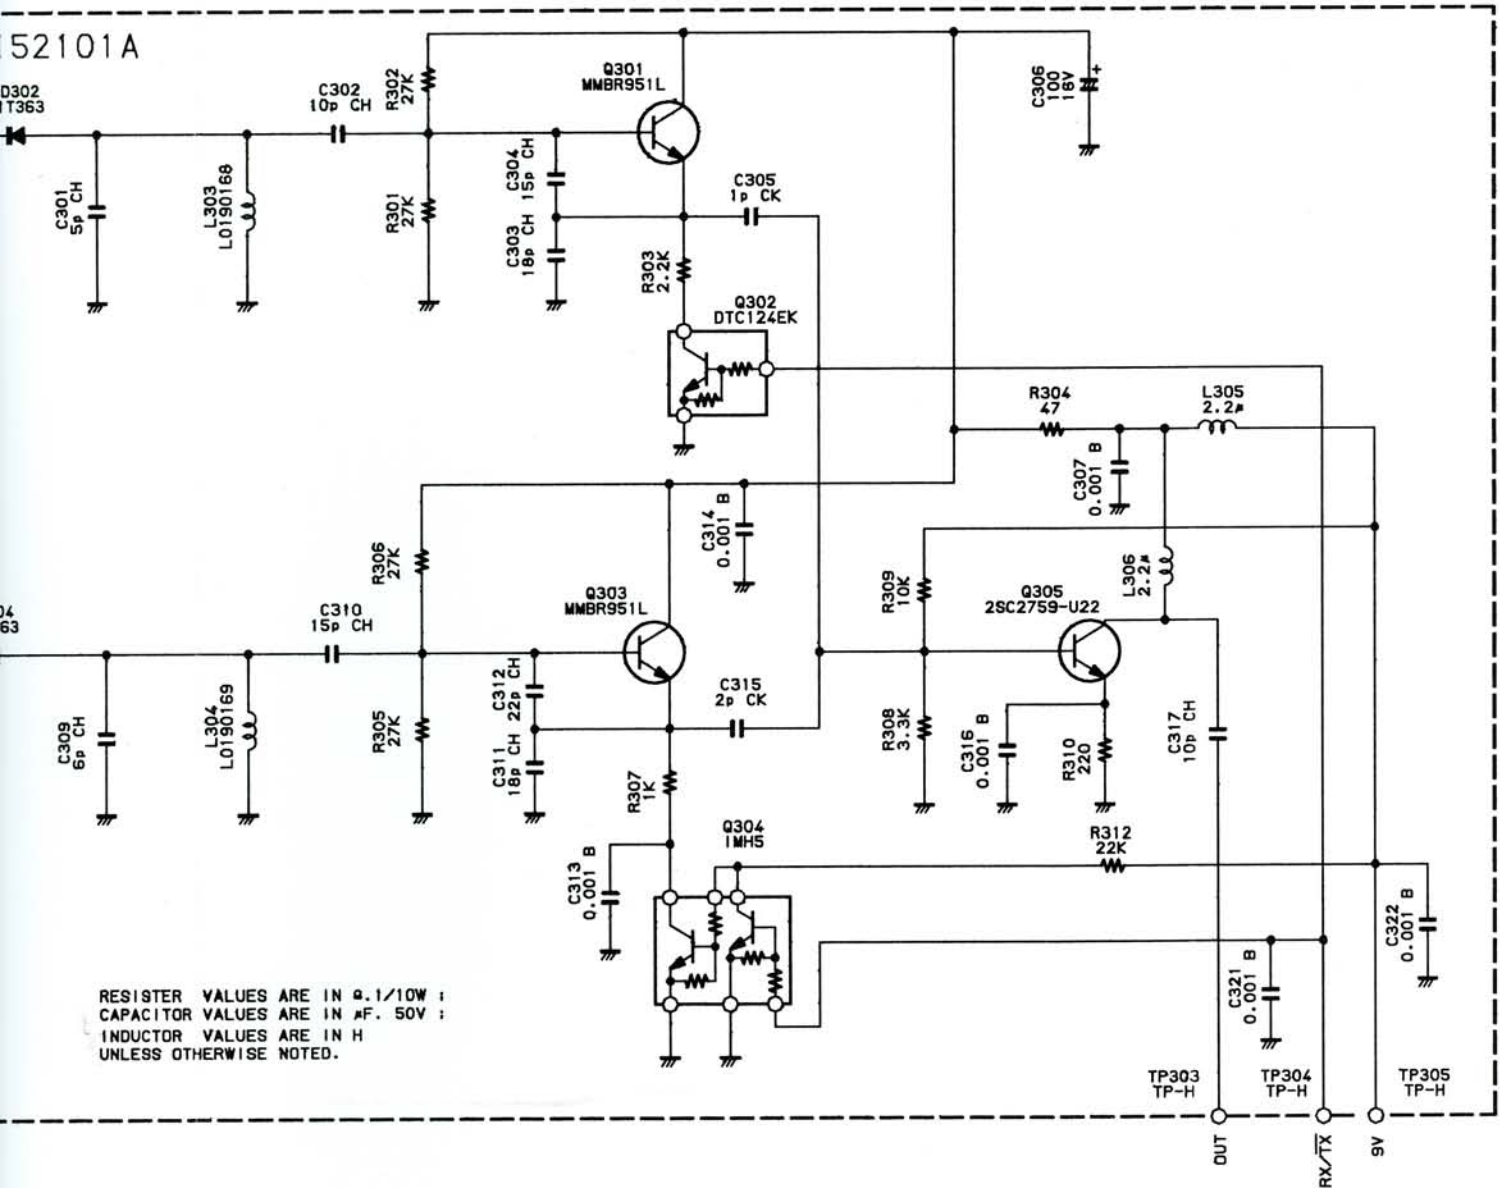 152101A
D302
1T363
C302
10p CH
R302
27K
Q301
MMBR951L
C306
100
16V
+
C301
5p CH
L303
L0190168
R301
27K
C304
15p CH
C303
18p CH
C305
1p CK
R303
2.2K
Q302
DTC124EK
R304
47
L305
2.2μ
C307
0.001 B
C314
0.001 B
R306
27K
04
63
C310
15p CH
Q303
MMBR951L
R309
10K
Q305
2SC2759-U22
L306
2.2μ
C309
6p CH
L304
L0190169
R305
27K
C312
22p CH
C311
18p CH
C315
2p CK
R307
1K
R308
3.3K
C316
0.001 B
R310
220
C317
10p CH
Q304
IMH5
R312
22K
C313
0.001 B
C322
0.001 B
C321
0.001 B
RESISTER VALUES ARE IN Ω.1/10W ;
CAPACITOR VALUES ARE IN μF. 50V ;
INDUCTOR VALUES ARE IN H
UNLESS OTHERWISE NOTED.
TP303
TP-H
TP304
TP-H
TP305
TP-H
OUT
RX/T̅X̅
9V